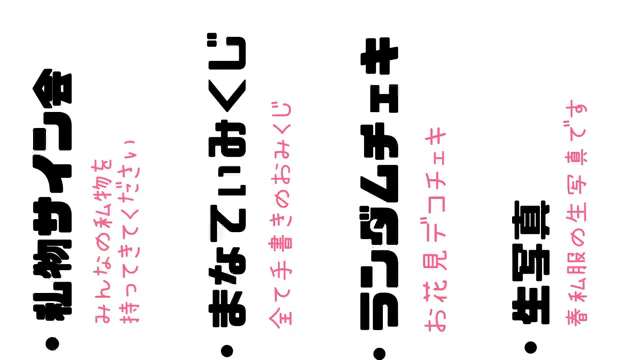 • 私物サイン会
みんなの私物を
持ってきてください
• まなてぃみくじ
全て手書きのおみくじ
• ランダムチェキ
お花見デコチェキ
• 生写真
春私服の生写真です